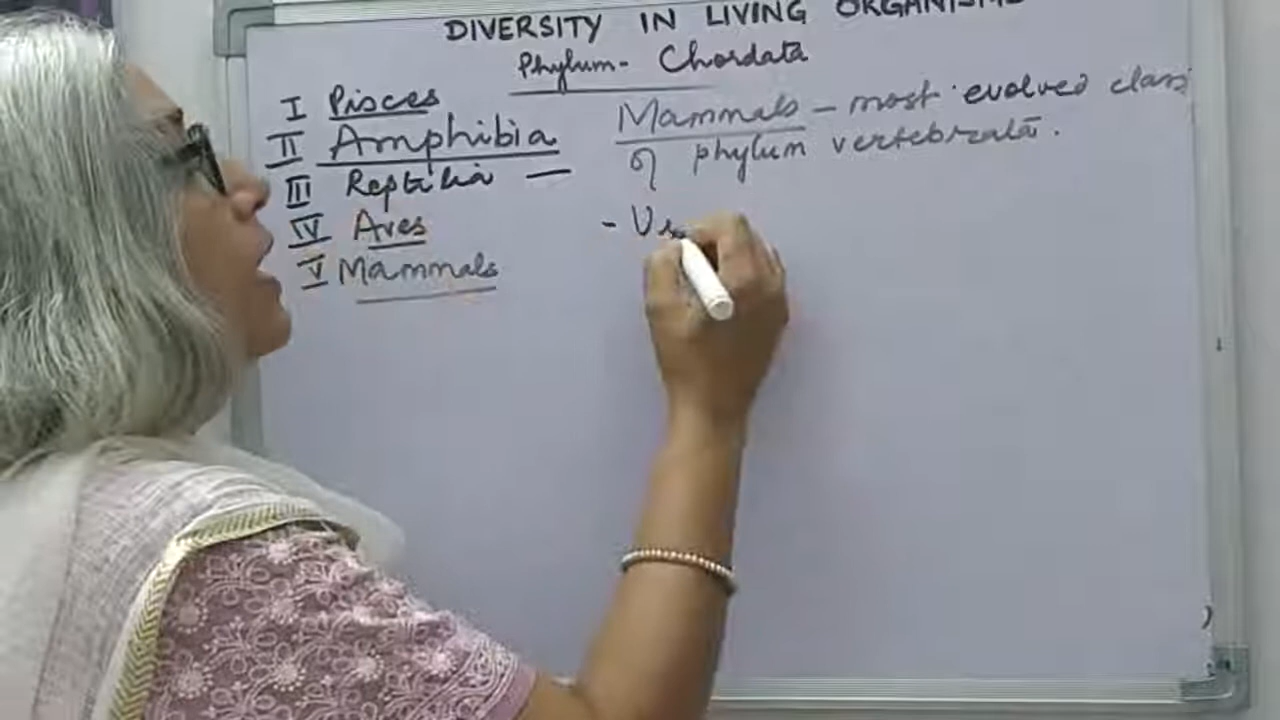 DIVERSITY IN LIVING ORGANISMS
Phylum- Chordata
I Pisces
II Amphibia
III Reptilia —
IV Aves
V Mammals
Mammals – most evolved class
of phylum vertebrata.